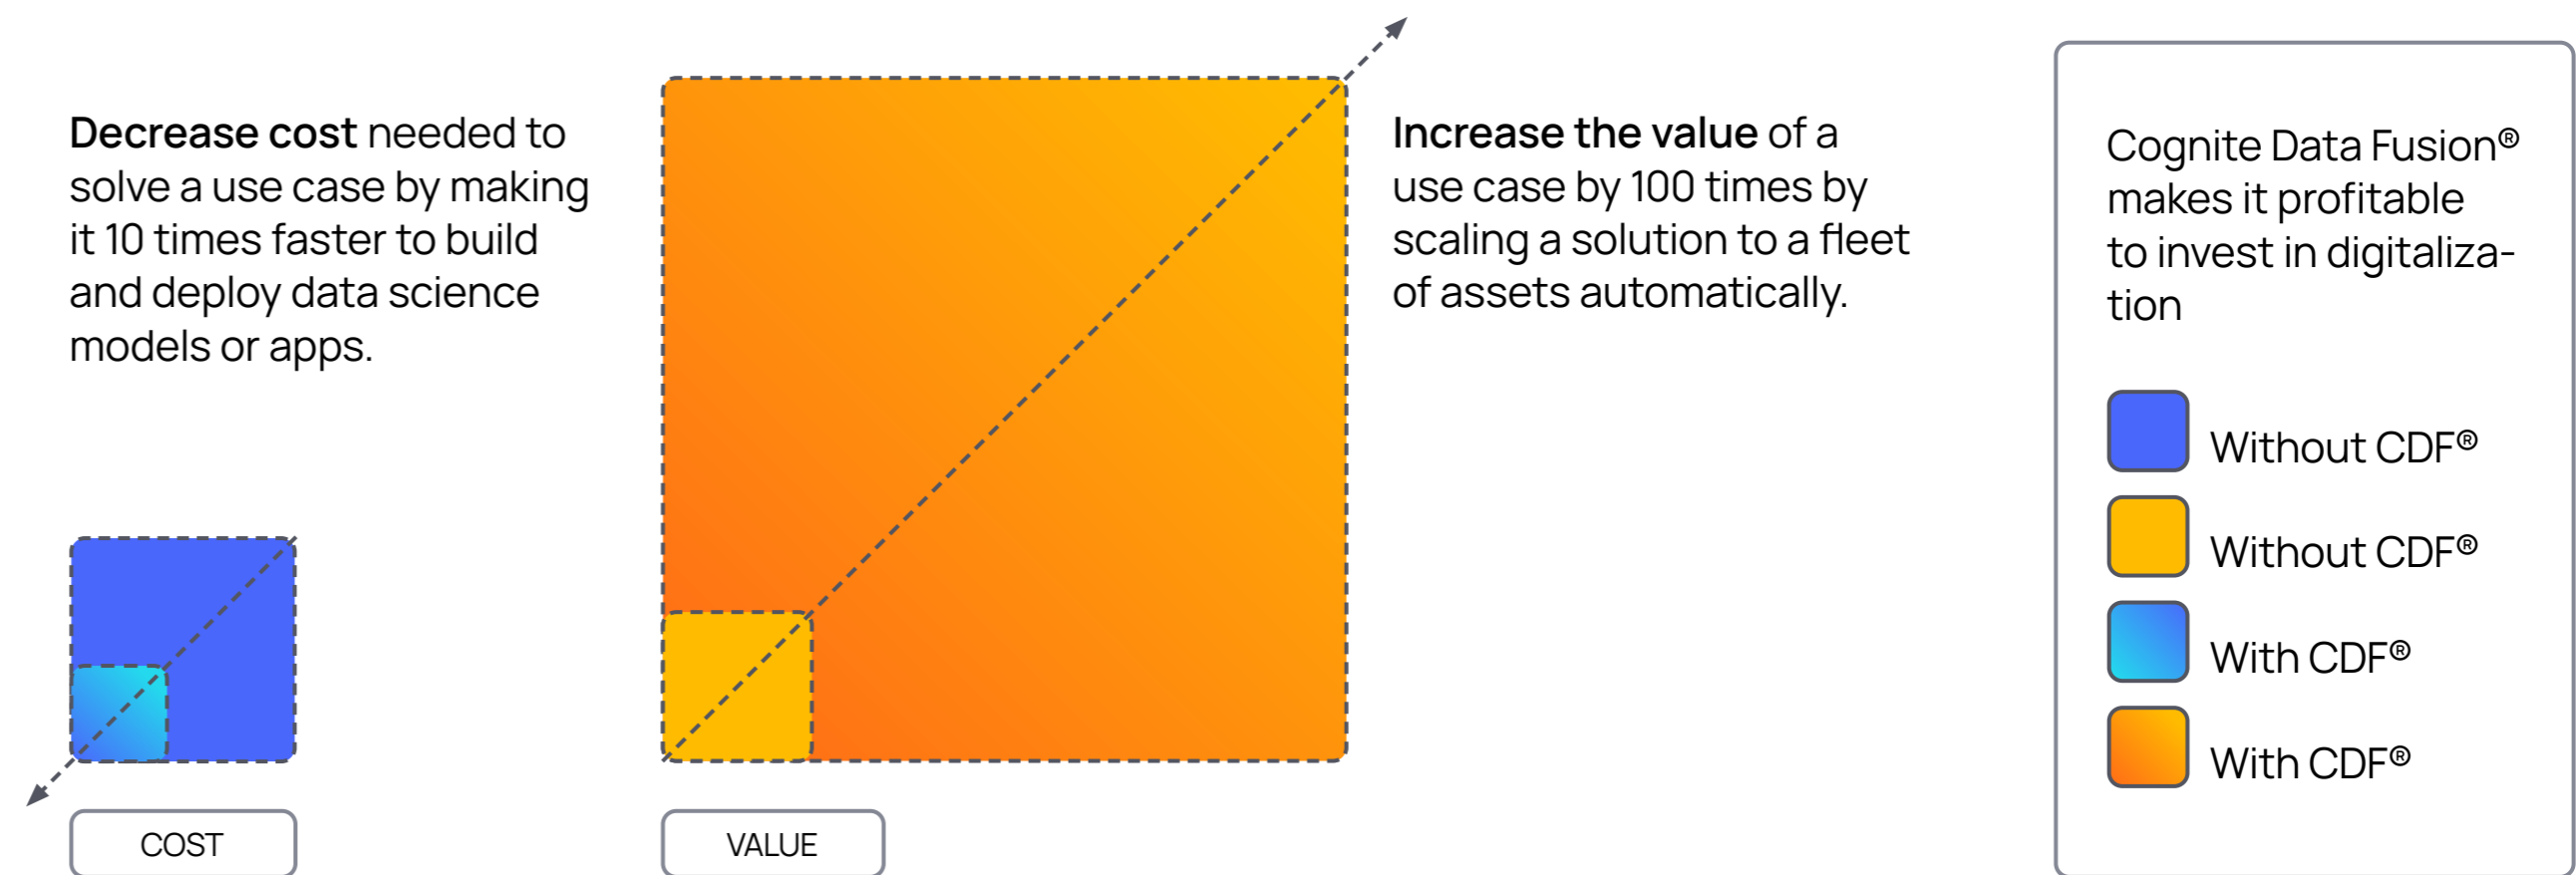 Decrease cost needed to
solve a use case by making
it 10 times faster to build
and deploy data science
models or apps.
COST
VALUE
Increase the value of a
use case by 100 times by
scaling a solution to a fleet
of assets automatically.
Cognite Data Fusion®
makes it profitable
to invest in digitaliza-
tion
Without CDF®
Without CDF®
With CDF®
With CDF®